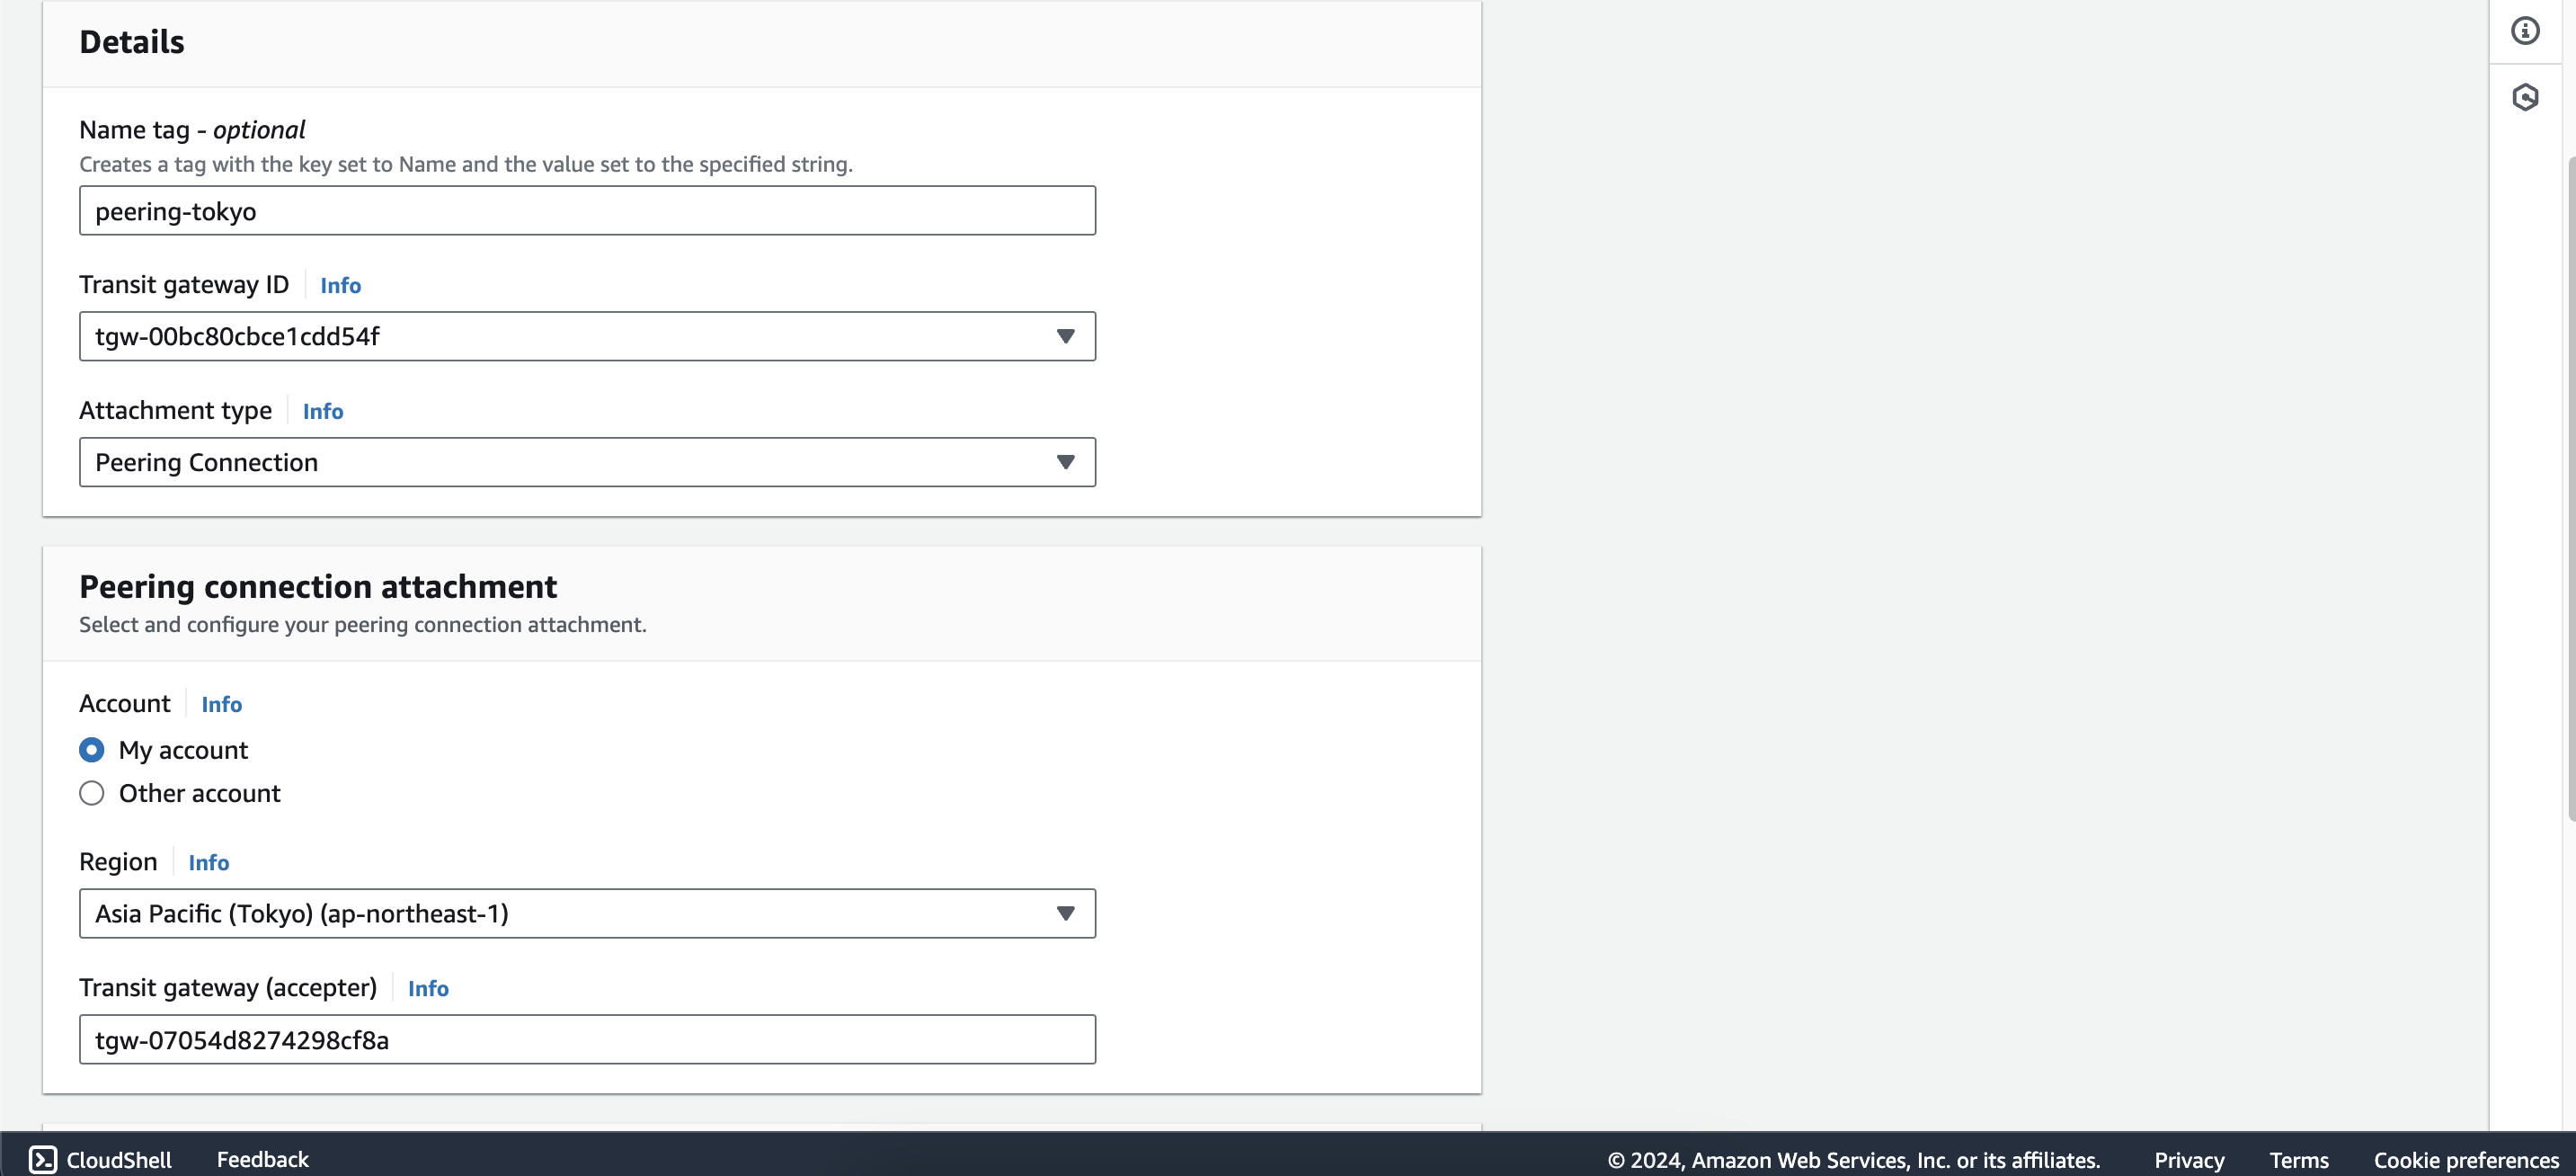 Details
Name tag - optional
Creates a tag with the key set to Name and the value set to the specified string.
peering-tokyo
Transit gateway ID Info
tgw-00bc80cbce1cdd54f
Attachment type Info
Peering Connection
Peering connection attachment
Select and configure your peering connection attachment.
Account Info
My account
Other account
Region Info
Asia Pacific (Tokyo) (ap-northeast-1)
Transit gateway (accepter) Info
tgw-07054d8274298cf8a
CloudShell Feedback © 2024, Amazon Web Services, Inc. or its affiliates. Privacy Terms Cookie preferences